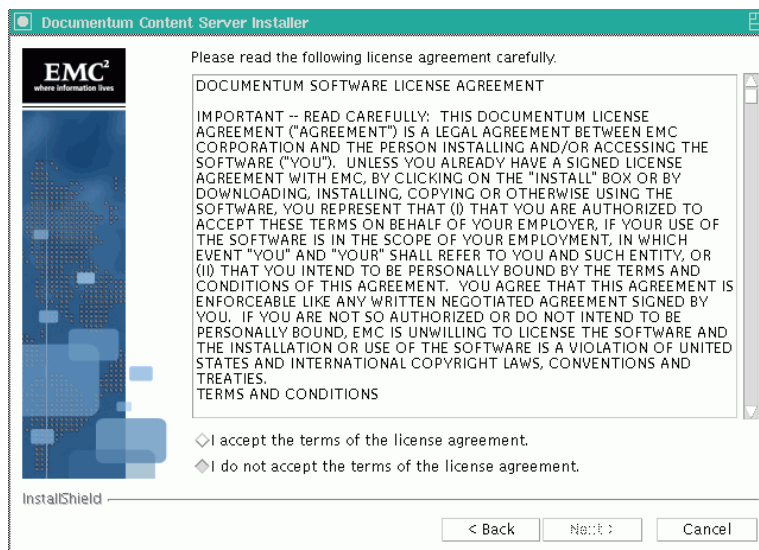 Documentum Content Server Installer
EMC²
where information lives
Please read the following license agreement carefully.
DOCUMENTUM SOFTWARE LICENSE AGREEMENT
IMPORTANT -- READ CAREFULLY:  THIS DOCUMENTUM LICENSE
AGREEMENT ("AGREEMENT") IS A LEGAL AGREEMENT BETWEEN EMC
CORPORATION AND THE PERSON INSTALLING AND/OR ACCESSING THE
SOFTWARE ("YOU").  UNLESS YOU ALREADY HAVE A SIGNED LICENSE
AGREEMENT WITH EMC, BY CLICKING ON THE "INSTALL" BOX OR BY
DOWNLOADING, INSTALLING, COPYING OR OTHERWISE USING THE
SOFTWARE, YOU REPRESENT THAT (I) THAT YOU ARE AUTHORIZED TO
ACCEPT THESE TERMS ON BEHALF OF YOUR EMPLOYER, IF YOUR USE OF
THE SOFTWARE IS IN THE SCOPE OF YOUR EMPLOYMENT, IN WHICH
EVENT "YOU" AND "YOUR" SHALL REFER TO YOU AND SUCH ENTITY, OR
(II) THAT YOU INTEND TO BE PERSONALLY BOUND BY THE TERMS AND
CONDITIONS OF THIS AGREEMENT.  YOU AGREE THAT THIS AGREEMENT IS
ENFORCEABLE LIKE ANY WRITTEN NEGOTIATED AGREEMENT SIGNED BY
YOU.  IF YOU ARE NOT SO AUTHORIZED OR DO NOT INTEND TO BE
PERSONALLY BOUND, EMC IS UNWILLING TO LICENSE THE SOFTWARE AND
THE INSTALLATION OR USE OF THE SOFTWARE IS A VIOLATION OF UNITED
STATES AND INTERNATIONAL COPYRIGHT LAWS, CONVENTIONS AND
TREATIES.
TERMS AND CONDITIONS
I accept the terms of the license agreement.
I do not accept the terms of the license agreement.
InstallShield
< Back
Next >
Cancel